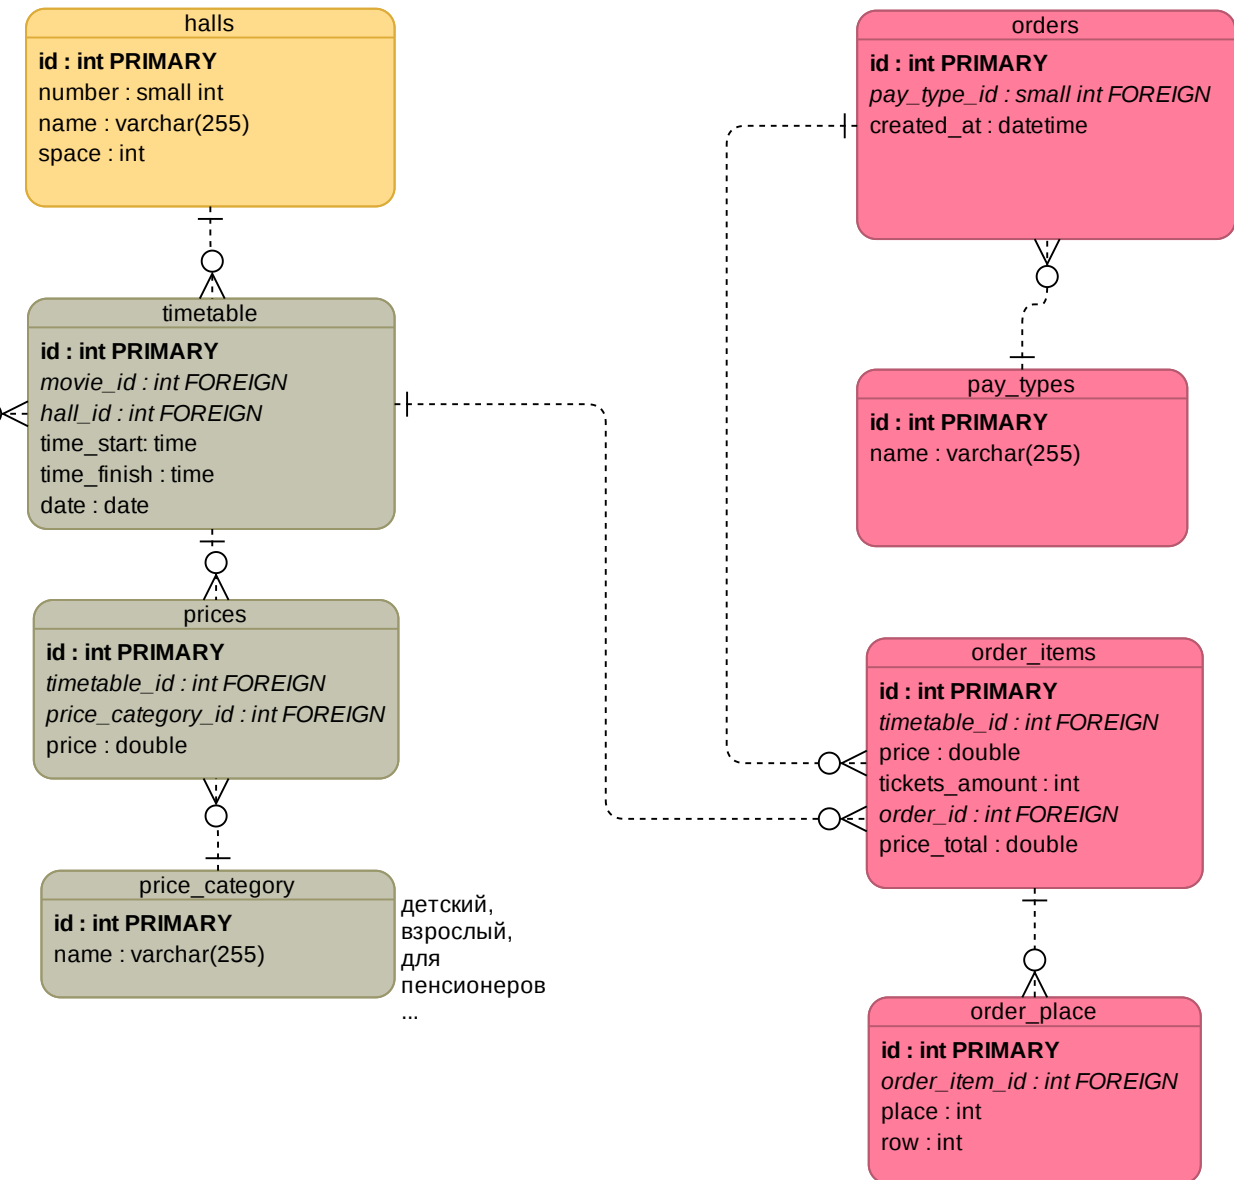 halls
id : int PRIMARY
number : small int
name : varchar(255)
space : int
timetable
id : int PRIMARY
movie_id : int FOREIGN
hall_id : int FOREIGN
time_start: time
time_finish : time
date : date
prices
id : int PRIMARY
timetable_id : int FOREIGN
price_category_id : int FOREIGN
price : double
price_category
id : int PRIMARY
name : varchar(255)
детский,
взрослый,
для
пенсионеров
...
orders
id : int PRIMARY
pay_type_id : small int FOREIGN
created_at : datetime
pay_types
id : int PRIMARY
name : varchar(255)
order_items
id : int PRIMARY
timetable_id : int FOREIGN
price : double
tickets_amount : int
order_id : int FOREIGN
price_total : double
order_place
id : int PRIMARY
order_item_id : int FOREIGN
place : int
row : int